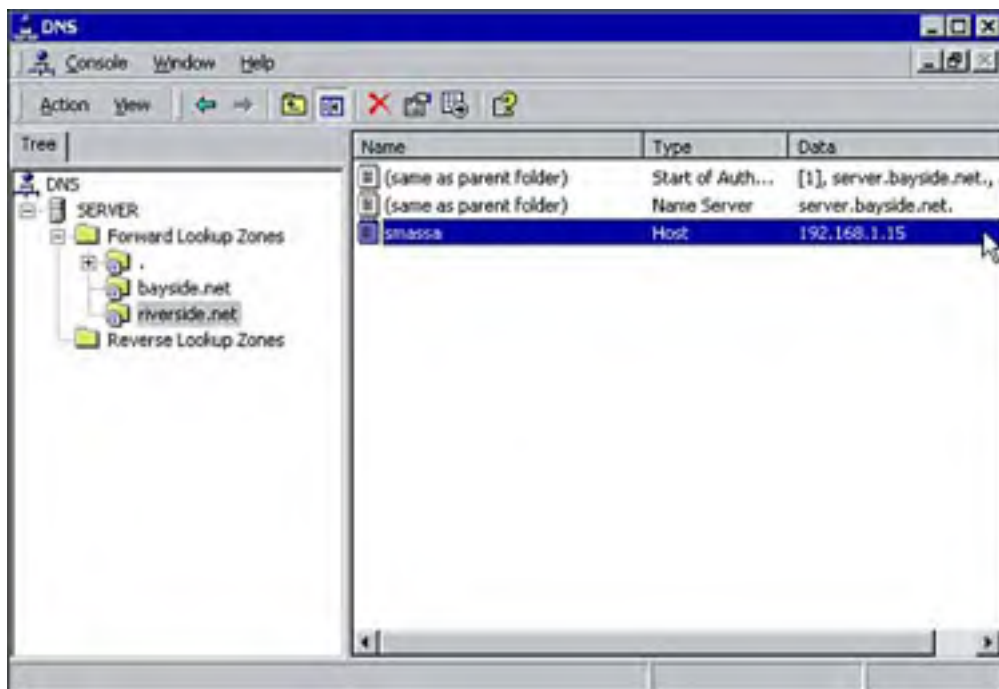 DNS
Console Window Help
Action View
Tree
DNS
SERVER
Forward Lookup Zones
.
bayside.net
riverside.net
Reverse Lookup Zones
Name Type Data
(same as parent folder) Start of Auth... [1], server.bayside.net.,
(same as parent folder) Name Server server.bayside.net.
smassa Host 192.168.1.15